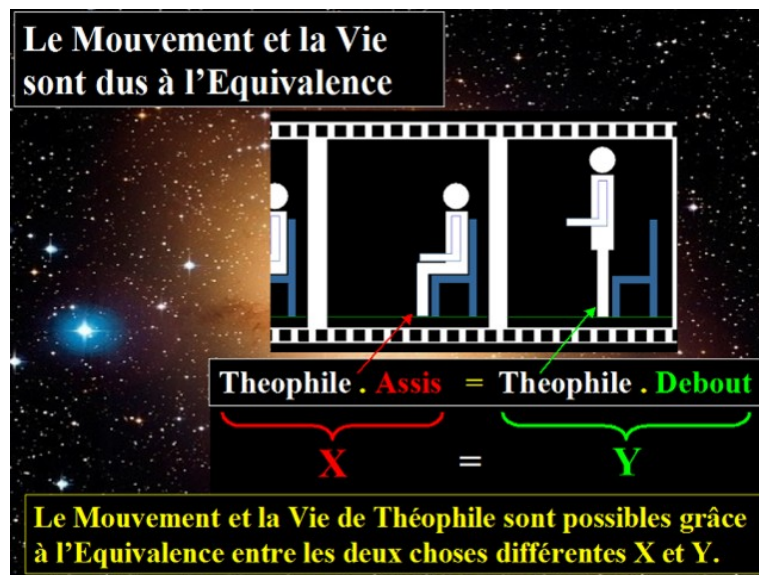 Le Mouvement et la Vie
sont dus à l’Equivalence
Theophile . Assis = Theophile . Debout
X = Y
Le Mouvement et la Vie de Théophile sont possibles grâce
à l’Equivalence entre les deux choses différentes X et Y.